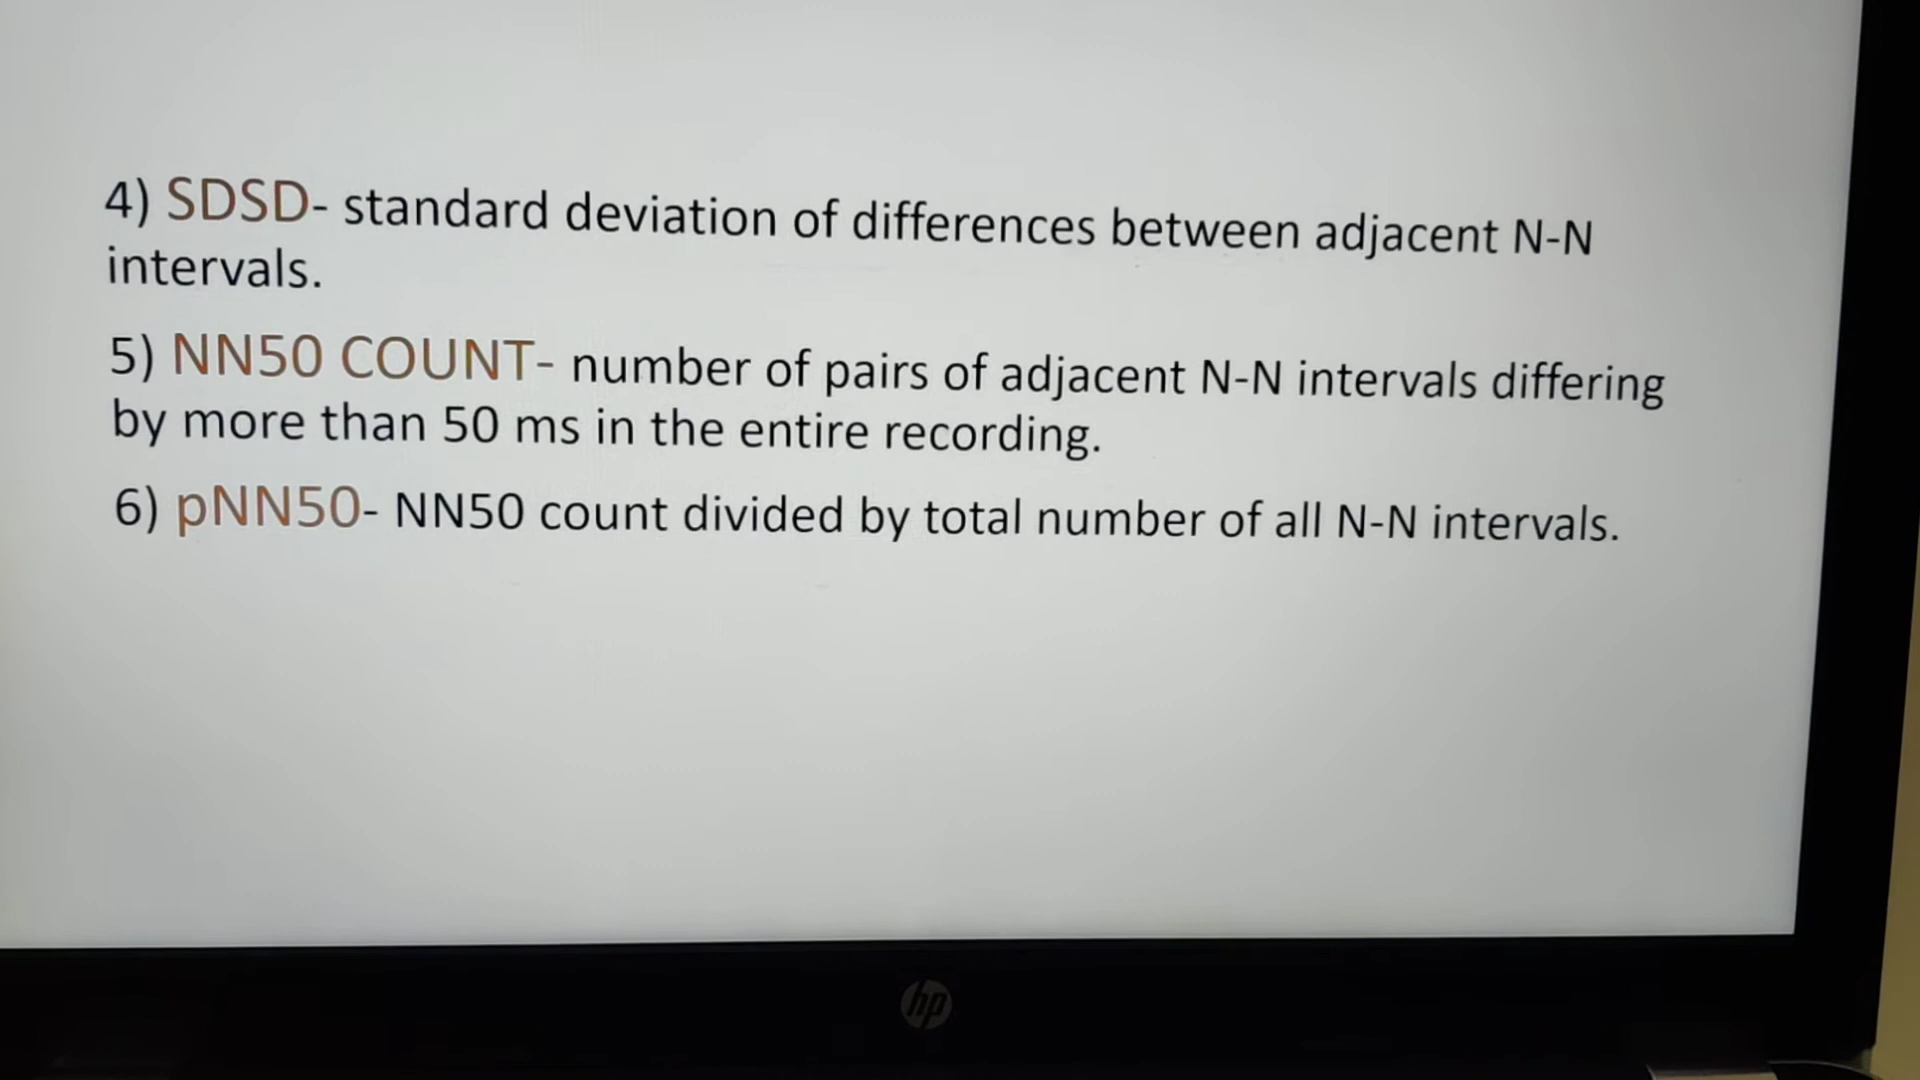 4) SDSD- standard deviation of differences between adjacent N-N
intervals.
5) NN50 COUNT- number of pairs of adjacent N-N intervals differing
by more than 50 ms in the entire recording.
6) pNN50- NN50 count divided by total number of all N-N intervals.
hp